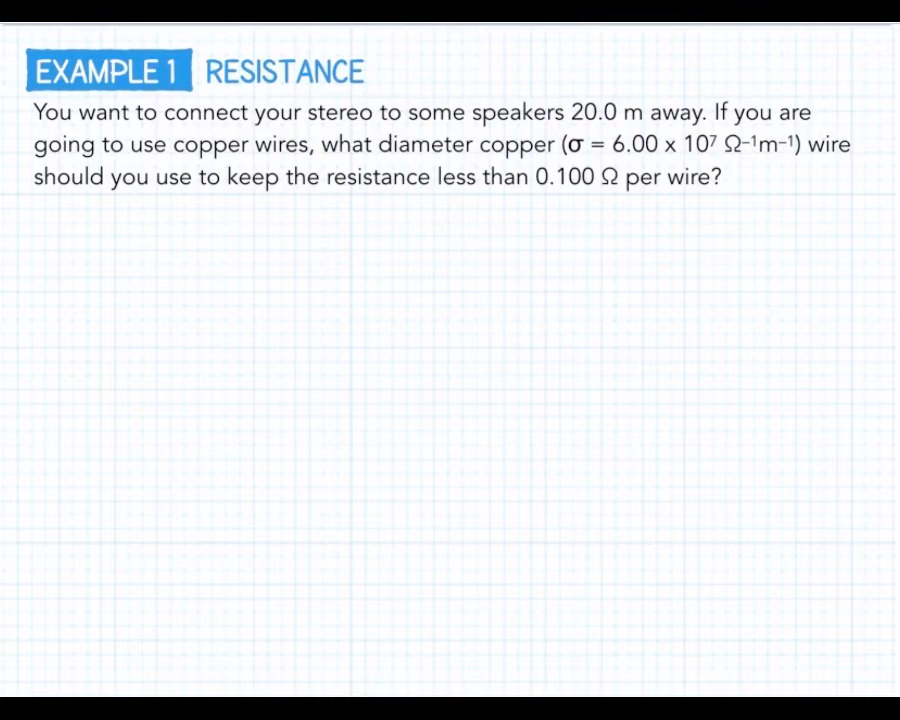 EXAMPLE 1 RESISTANCE
You want to connect your stereo to some speakers 20.0 m away. If you are
going to use copper wires, what diameter copper (σ = 6.00 x 10⁷ Ω⁻¹m⁻¹) wire
should you use to keep the resistance less than 0.100 Ω per wire?